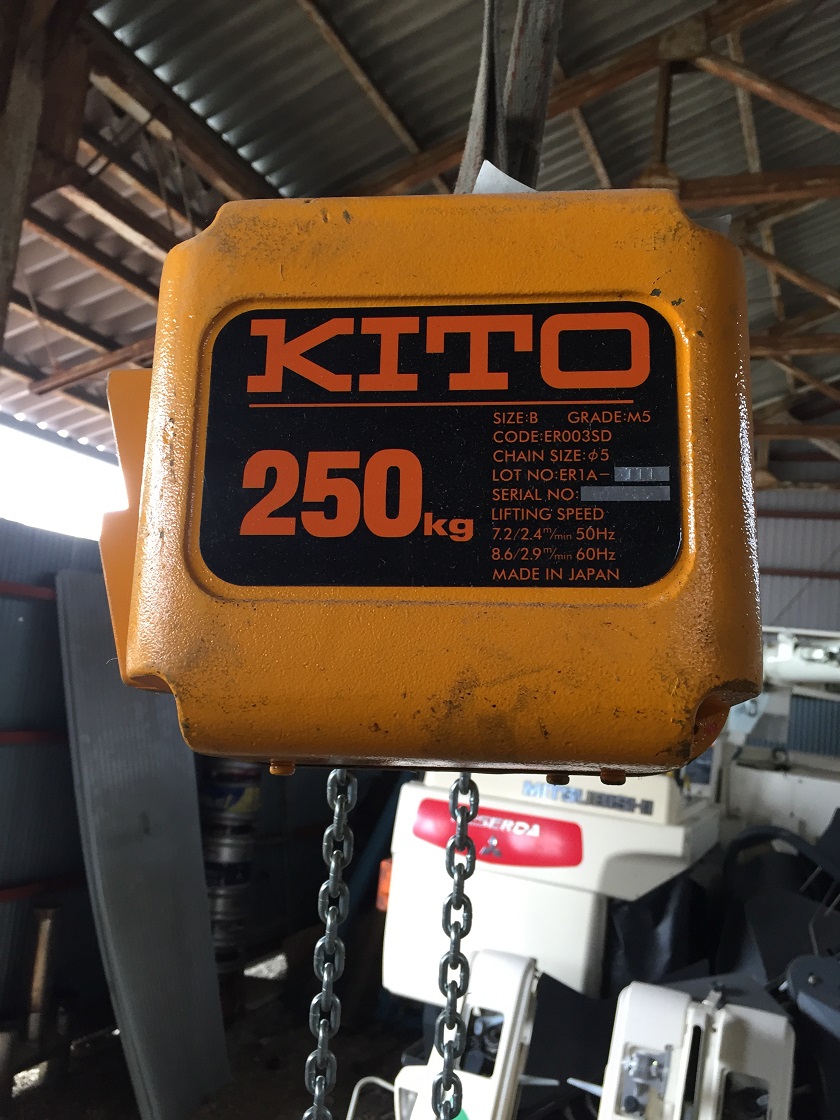 KITO
250kg
SIZE:B GRADE:M5
CODE:ER003SD
CHAIN SIZE:φ5
LOT NO:ER1A-
SERIAL NO:
LIFTING SPEED
7.2/2.4m/min 50Hz
8.6/2.9m/min 60Hz
MADE IN JAPAN
MITSUBISHI